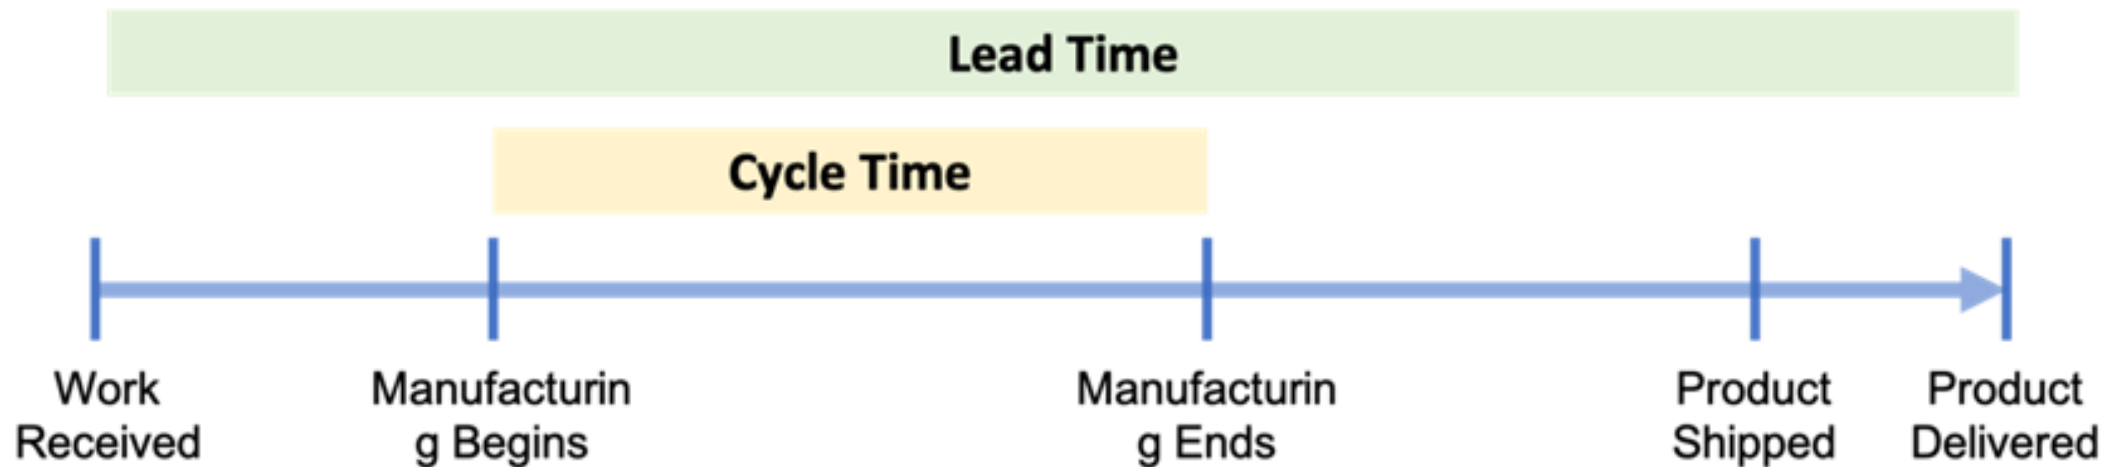 Lead Time
Cycle Time
Work
Received
Manufacturin
g Begins
Manufacturin
g Ends
Product
Shipped
Product
Delivered